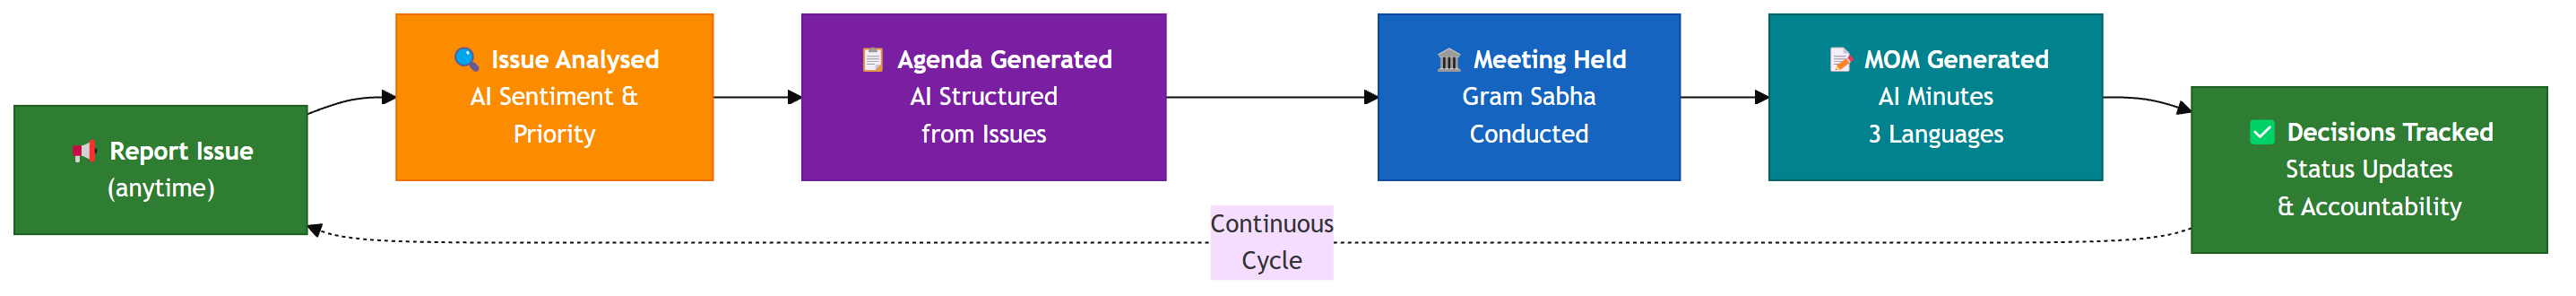 Report Issue
(anytime)
Issue Analysed
AI Sentiment &
Priority
Agenda Generated
AI Structured
from Issues
Meeting Held
Gram Sabha
Conducted
MOM Generated
AI Minutes
3 Languages
Decisions Tracked
Status Updates
& Accountability
Continuous
Cycle